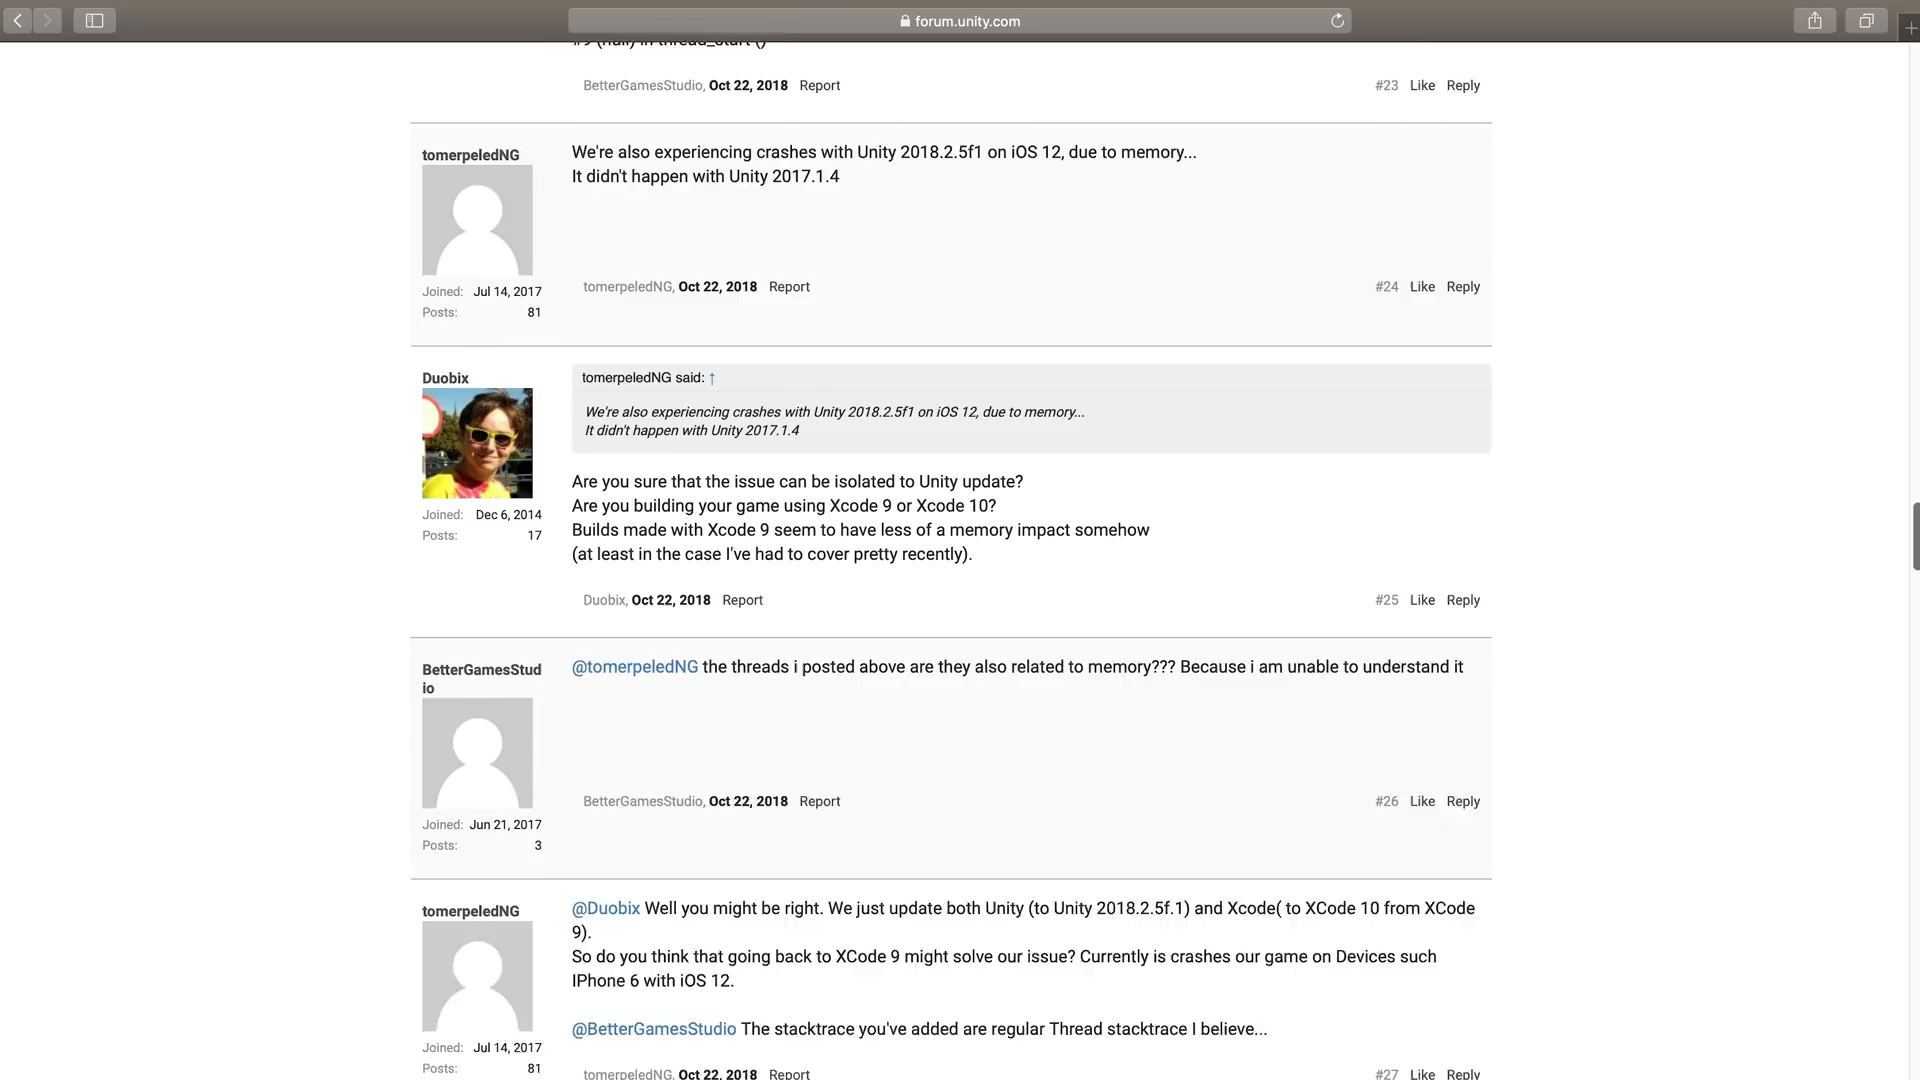 forum.unity.com
#9 (null) in thread_start ()
BetterGamesStudio, Oct 22, 2018 Report #23 Like Reply
tomerpeledNG
We're also experiencing crashes with Unity 2018.2.5f1 on iOS 12, due to memory...
It didn't happen with Unity 2017.1.4
tomerpeledNG, Oct 22, 2018 Report #24 Like Reply
Joined: Jul 14, 2017
Posts: 81
Duobix
tomerpeledNG said: ↑
We're also experiencing crashes with Unity 2018.2.5f1 on iOS 12, due to memory...
It didn't happen with Unity 2017.1.4
Are you sure that the issue can be isolated to Unity update?
Are you building your game using Xcode 9 or Xcode 10?
Builds made with Xcode 9 seem to have less of a memory impact somehow
(at least in the case I've had to cover pretty recently).
Joined: Dec 6, 2014
Posts: 17
Duobix, Oct 22, 2018 Report #25 Like Reply
BetterGamesStud
io
@tomerpeledNG the threads i posted above are they also related to memory??? Because i am unable to understand it
BetterGamesStudio, Oct 22, 2018 Report #26 Like Reply
Joined: Jun 21, 2017
Posts: 3
tomerpeledNG
@Duobix Well you might be right. We just update both Unity (to Unity 2018.2.5f.1) and Xcode( to XCode 10 from XCode
9).
So do you think that going back to XCode 9 might solve our issue? Currently is crashes our game on Devices such
IPhone 6 with iOS 12.
@BetterGamesStudio The stacktrace you've added are regular Thread stacktrace I believe...
Joined: Jul 14, 2017
Posts: 81
tomerpeledNG, Oct 22, 2018 Report #27 Like Reply